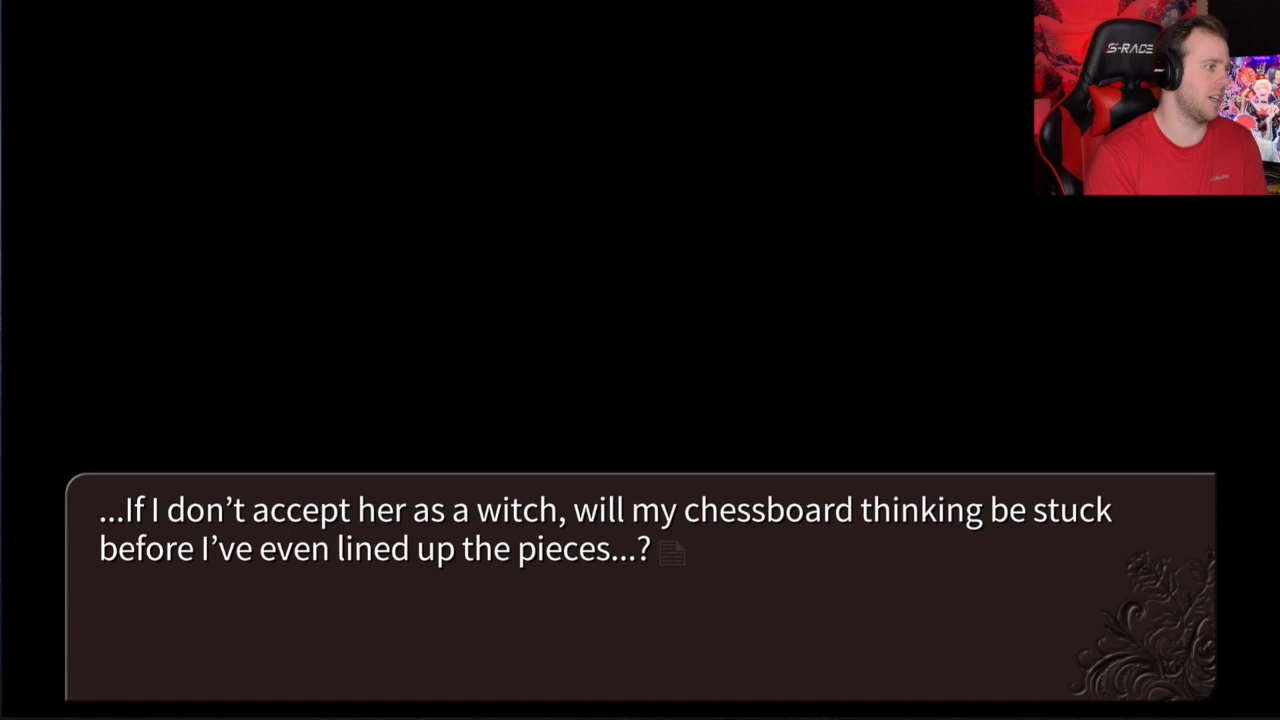 S-RACE
...If I don't accept her as a witch, will my chessboard thinking be stuck
before I've even lined up the pieces...?